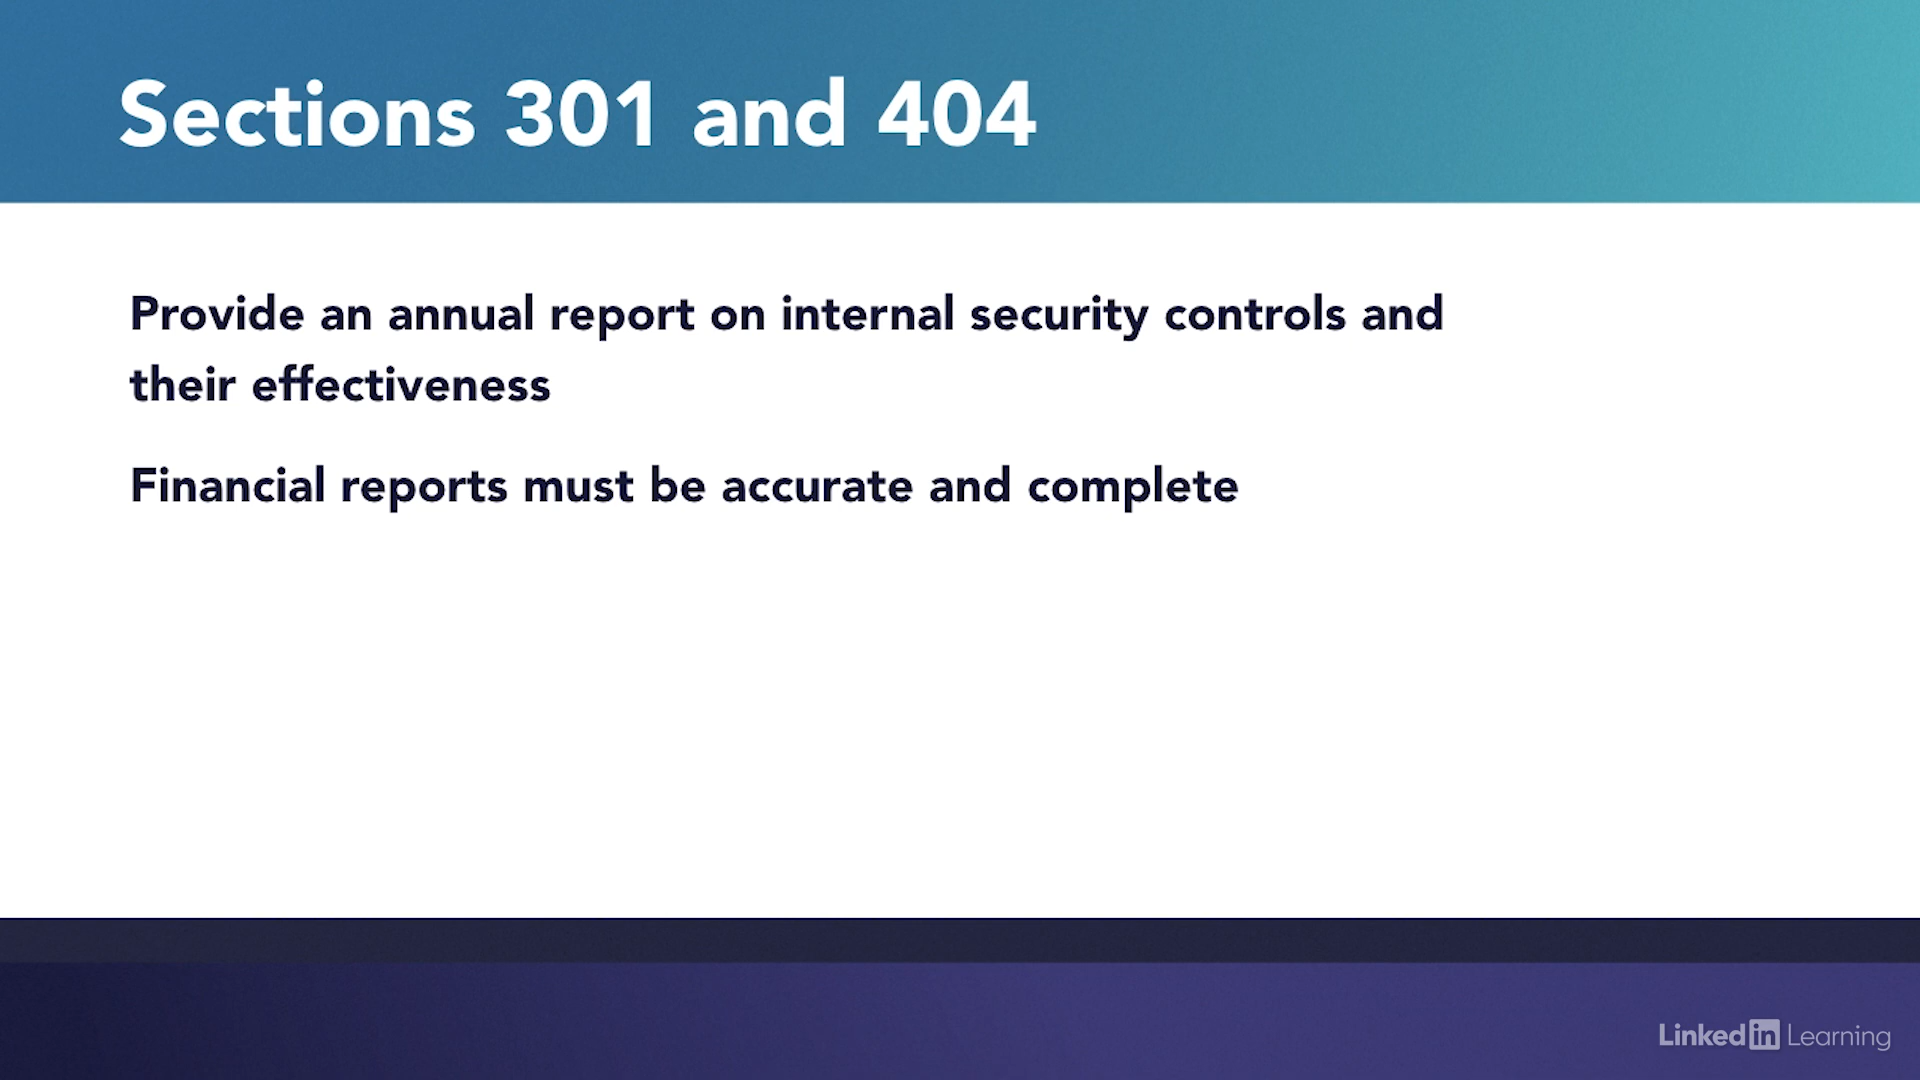 Sections 301 and 404
Provide an annual report on internal security controls and
their effectiveness
Financial reports must be accurate and complete
Linked in Learning